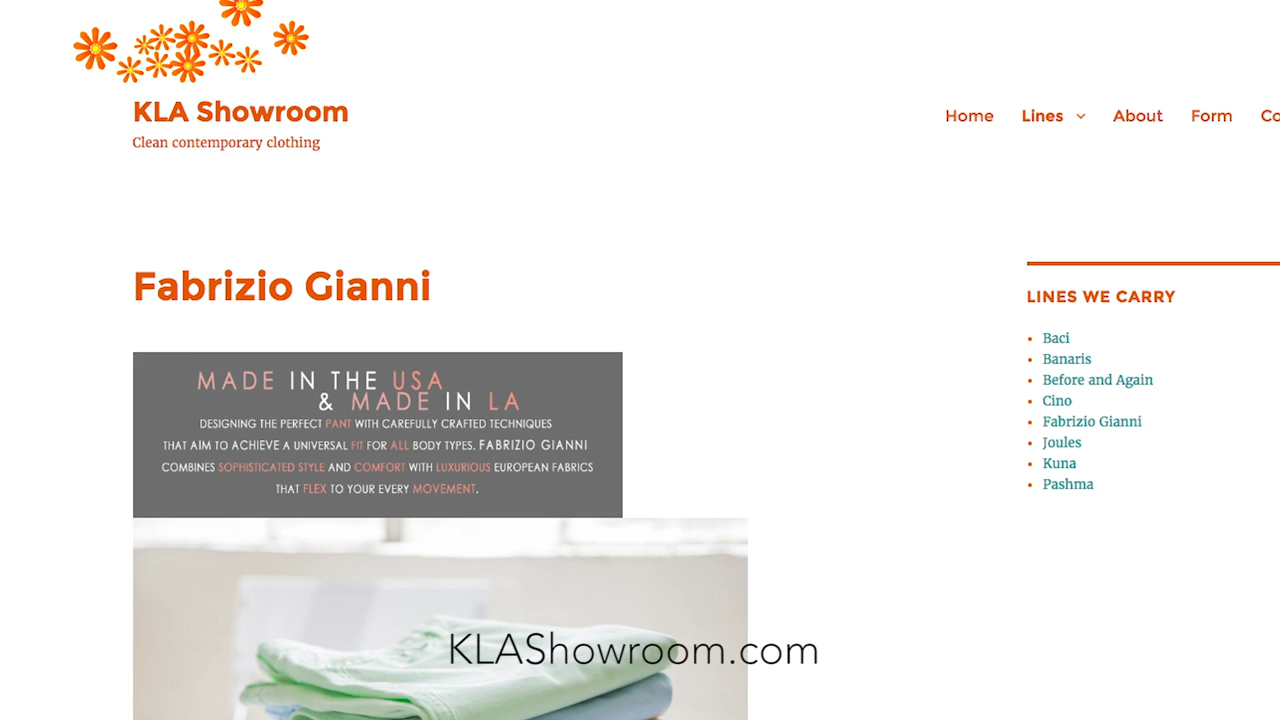 KLA Showroom
Clean contemporary clothing
Home Lines About Form Co
Fabrizio Gianni
MADE IN THE USA
& MADE IN LA
DESIGNING THE PERFECT PANT WITH CAREFULLY CRAFTED TECHNIQUES
THAT AIM TO ACHIEVE A UNIVERSAL FIT FOR ALL BODY TYPES. FABRIZIO GIANNI
COMBINES SOPHISTICATED STYLE AND COMFORT WITH LUXURIOUS EUROPEAN FABRICS
THAT FLEX TO YOUR EVERY MOVEMENT.
LINES WE CARRY
Baci
Banaris
Before and Again
Cino
Fabrizio Gianni
Joules
Kuna
Pashma
KLAShowroom.com